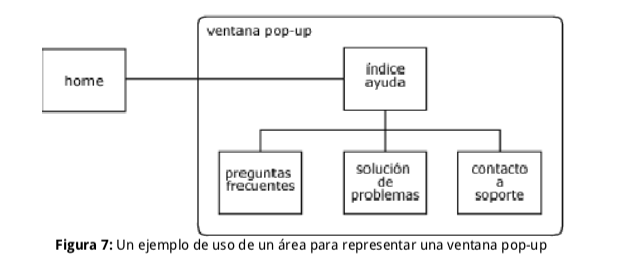 ventana pop-up
home
índice
ayuda
preguntas
frecuentes
solución
de
problemas
contacto
a
soporte
Figura 7: Un ejemplo de uso de un área para representar una ventana pop-up